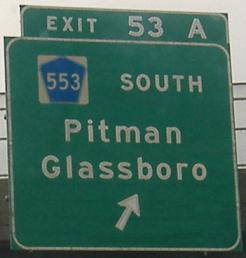 EXIT 53 A
553 SOUTH
Pitman
Glassboro